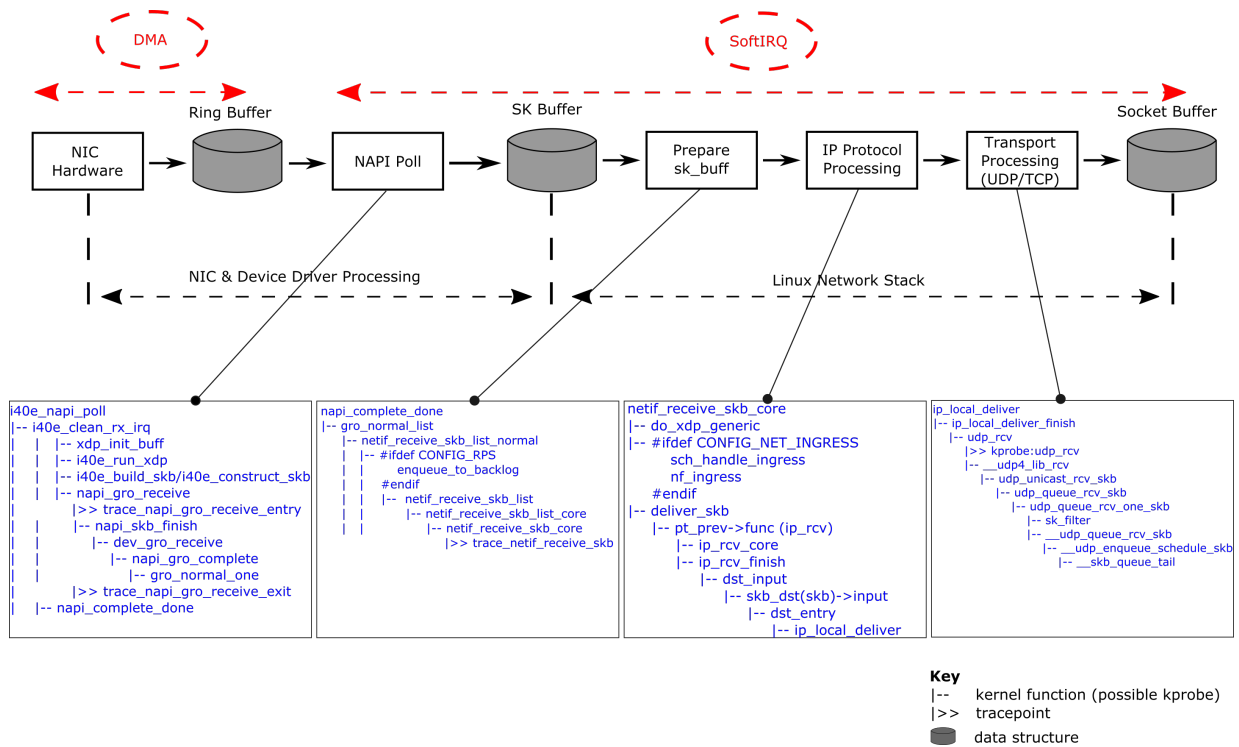 DMA
SoftIRQ
Ring Buffer
SK Buffer
Socket Buffer
NIC
Hardware
NAPI Poll
Prepare
sk_buff
IP Protocol
Processing
Transport
Processing
(UDP/TCP)
NIC & Device Driver Processing
Linux Network Stack
i40e_napi_poll
|-- i40e_clean_rx_irq
| | |-- xdp_init_buff
| | |-- i40e_run_xdp
| | |-- i40e_build_skb/i40e_construct_skb
| | |-- napi_gro_receive
| |>> trace_napi_gro_receive_entry
| | |-- napi_skb_finish
| | |-- dev_gro_receive
| | |-- napi_gro_complete
| | |-- gro_normal_one
| |>> trace_napi_gro_receive_exit
| |-- napi_complete_done
napi_complete_done
|-- gro_normal_list
|-- netif_receive_skb_list_normal
| |-- #ifdef CONFIG_RPS
| | enqueue_to_backlog
| | #endif
| | |-- netif_receive_skb_list
| | |-- netif_receive_skb_list_core
| | |-- netif_receive_skb_core
|>> trace_netif_receive_skb
netif_receive_skb_core
|-- do_xdp_generic
|-- #ifdef CONFIG_NET_INGRESS
sch_handle_ingress
nf_ingress
#endif
|-- deliver_skb
|-- pt_prev->func (ip_rcv)
|-- ip_rcv_core
|-- ip_rcv_finish
|-- dst_input
|-- skb_dst(skb)->input
|-- dst_entry
|-- ip_local_deliver
ip_local_deliver
|-- ip_local_deliver_finish
|-- udp_rcv
|>> kprobe:udp_rcv
|-- __udp4_lib_rcv
|-- udp_unicast_rcv_skb
|-- udp_queue_rcv_skb
|-- udp_queue_rcv_one_skb
|-- sk_filter
|-- __udp_queue_rcv_skb
|-- __udp_enqueue_schedule_skb
|-- __skb_queue_tail
Key
|-- kernel function (possible kprobe)
|>> tracepoint
data structure